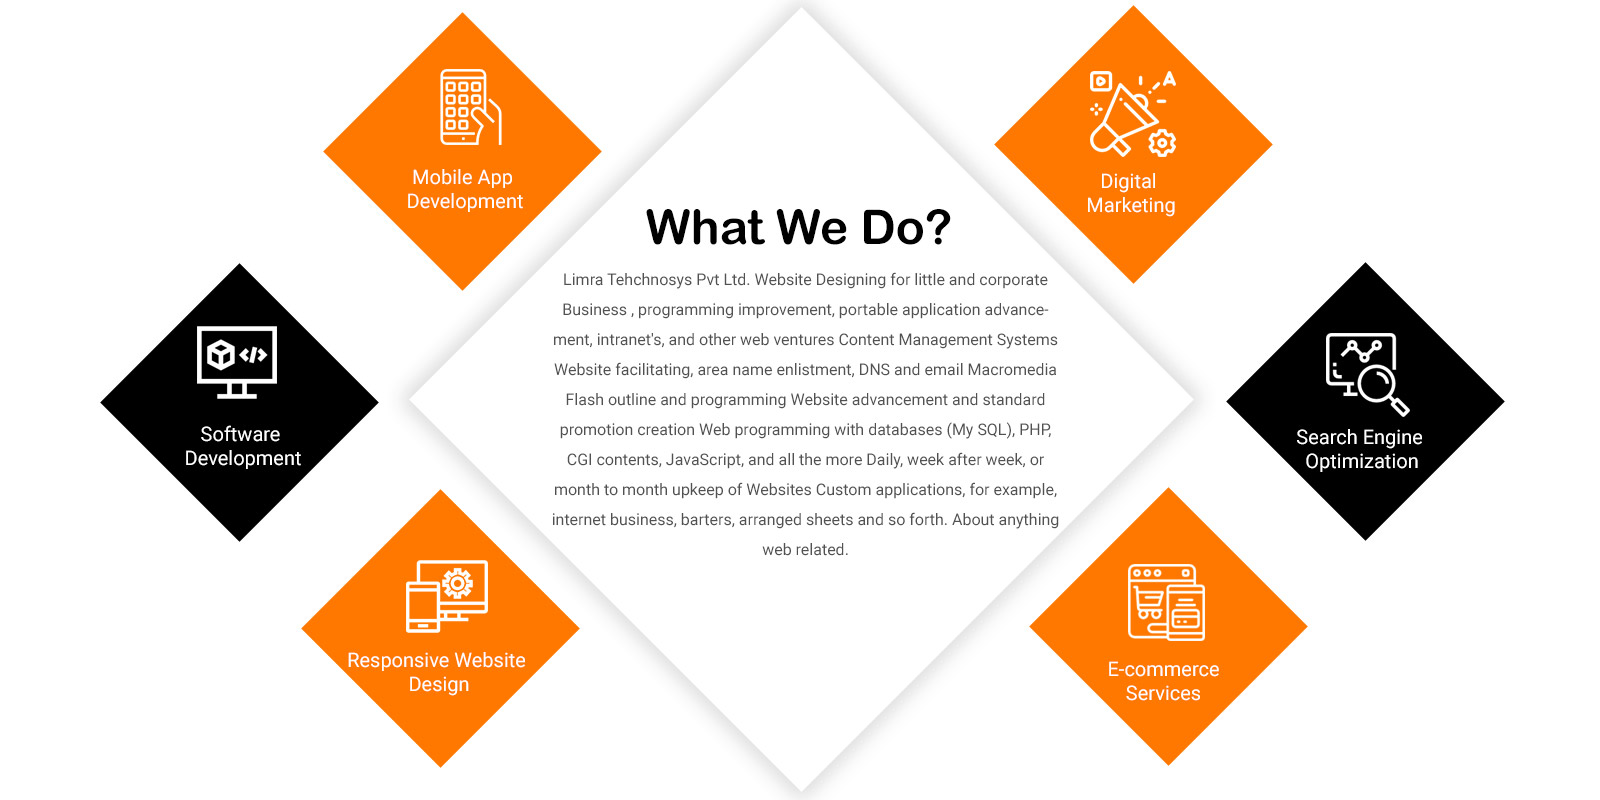 Mobile App
Development
Digital
Marketing
What We Do?
Limra Tehchnosys Pvt Ltd. Website Designing for little and corporate
Business , programming improvement, portable application advance-
ment, intranet's, and other web ventures Content Management Systems
Website facilitating, area name enlistment, DNS and email Macromedia
Flash outline and programming Website advancement and standard
promotion creation Web programming with databases (My SQL), PHP,
CGI contents, JavaScript, and all the more Daily, week after week, or
month to month upkeep of Websites Custom applications, for example,
internet business, barters, arranged sheets and so forth. About anything
web related.
Software
Development
Search Engine
Optimization
Responsive Website
Design
E-commerce
Services